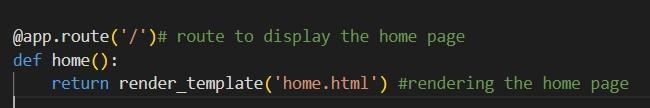 @app.route('/')# route to display the home page
def home():
    return render_template('home.html') #rendering the home page